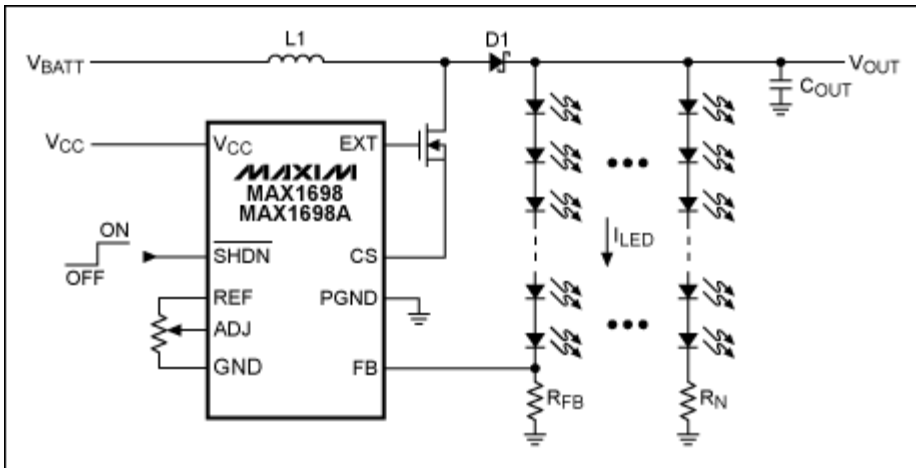 L1
D1
VBATT
VOUT
COUT
VCC
VCC
EXT
MAXIM
MAX1698
MAX1698A
ON
OFF
SHDN
CS
ILED
REF
PGND
ADJ
GND
FB
RFB
RN